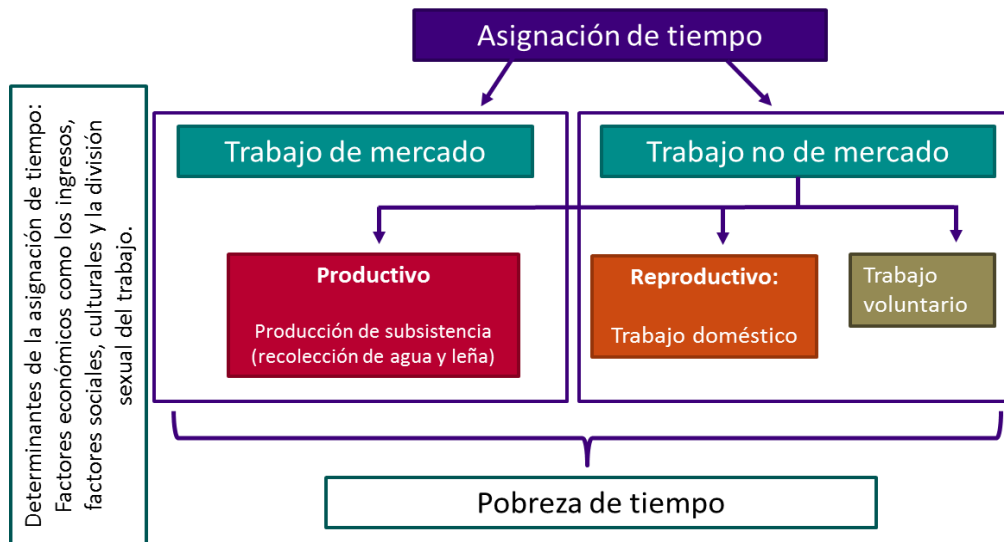 Asignación de tiempo
Determinantes de la asignación de tiempo:
Factores económicos como los ingresos,
factores sociales, culturales y la división
sexual del trabajo.
Trabajo de mercado
Trabajo no de mercado
Productivo
Producción de subsistencia
(recolección de agua y leña)
Reproductivo:
Trabajo doméstico
Trabajo
voluntario
Pobreza de tiempo